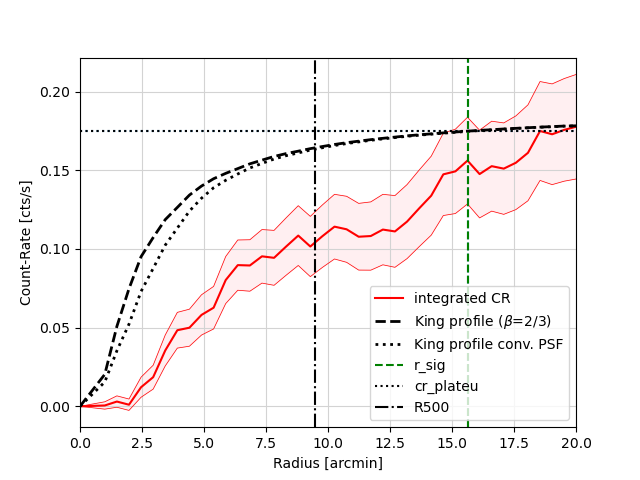 0.20
0.15
0.10
0.05
0.00
Count-Rate [cts/s]
integrated CR
King profile (β=2/3)
King profile conv. PSF
r_sig
cr_plateu
R500
0.0 2.5 5.0 7.5 10.0 12.5 15.0 17.5 20.0
Radius [arcmin]